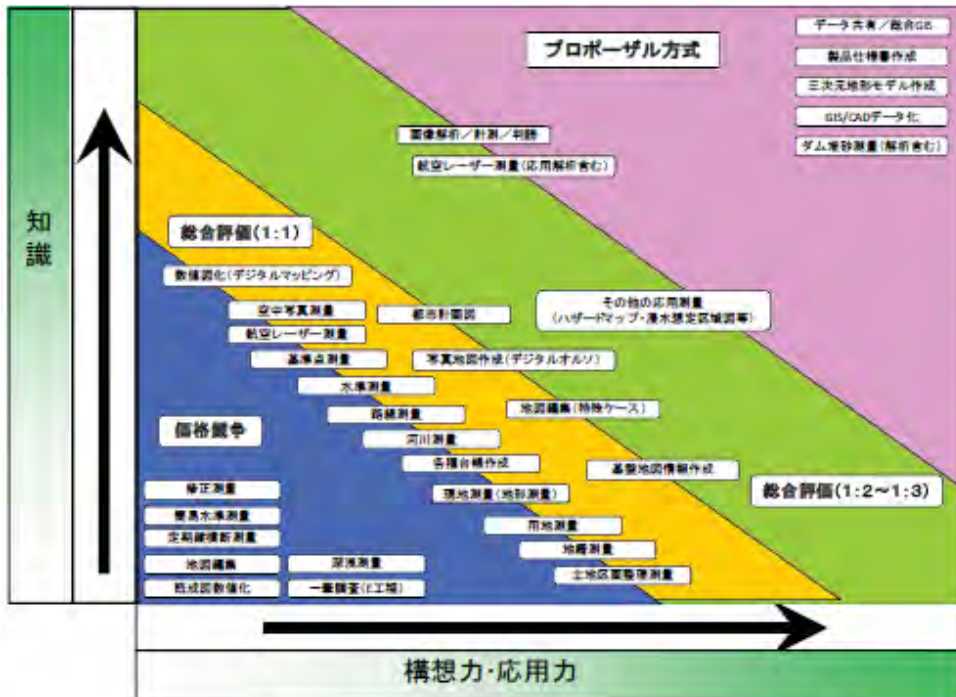 知識
プロポーザル方式
データ共有/総合GIS
製品仕様書作成
三次元地形モデル作成
GIS/CADデータ化
ダム堆砂測量(解析含む)
画像解析/計測/判読
航空レーザー測量(応用解析含む)
総合評価(1:1)
数値図化(デジタルマッピング)
空中写真測量
都市計画図
その他の応用測量
(ハザードマップ・浸水想定区域図等)
航空レーザー測量
基準点測量
写真地図作成(デジタルオルソ)
水準測量
路線測量
地図編集(特殊ケース)
価格競争
河川測量
各種台帳作成
基盤地図情報作成
総合評価(1:2～1:3)
修正測量
現地測量(地形測量)
簡易水準測量
用地測量
定期縦横断測量
地籍測量
地図編集
深浅測量
土地区画整理測量
既成図数値化
一筆調査(E工程)
構想力・応用力